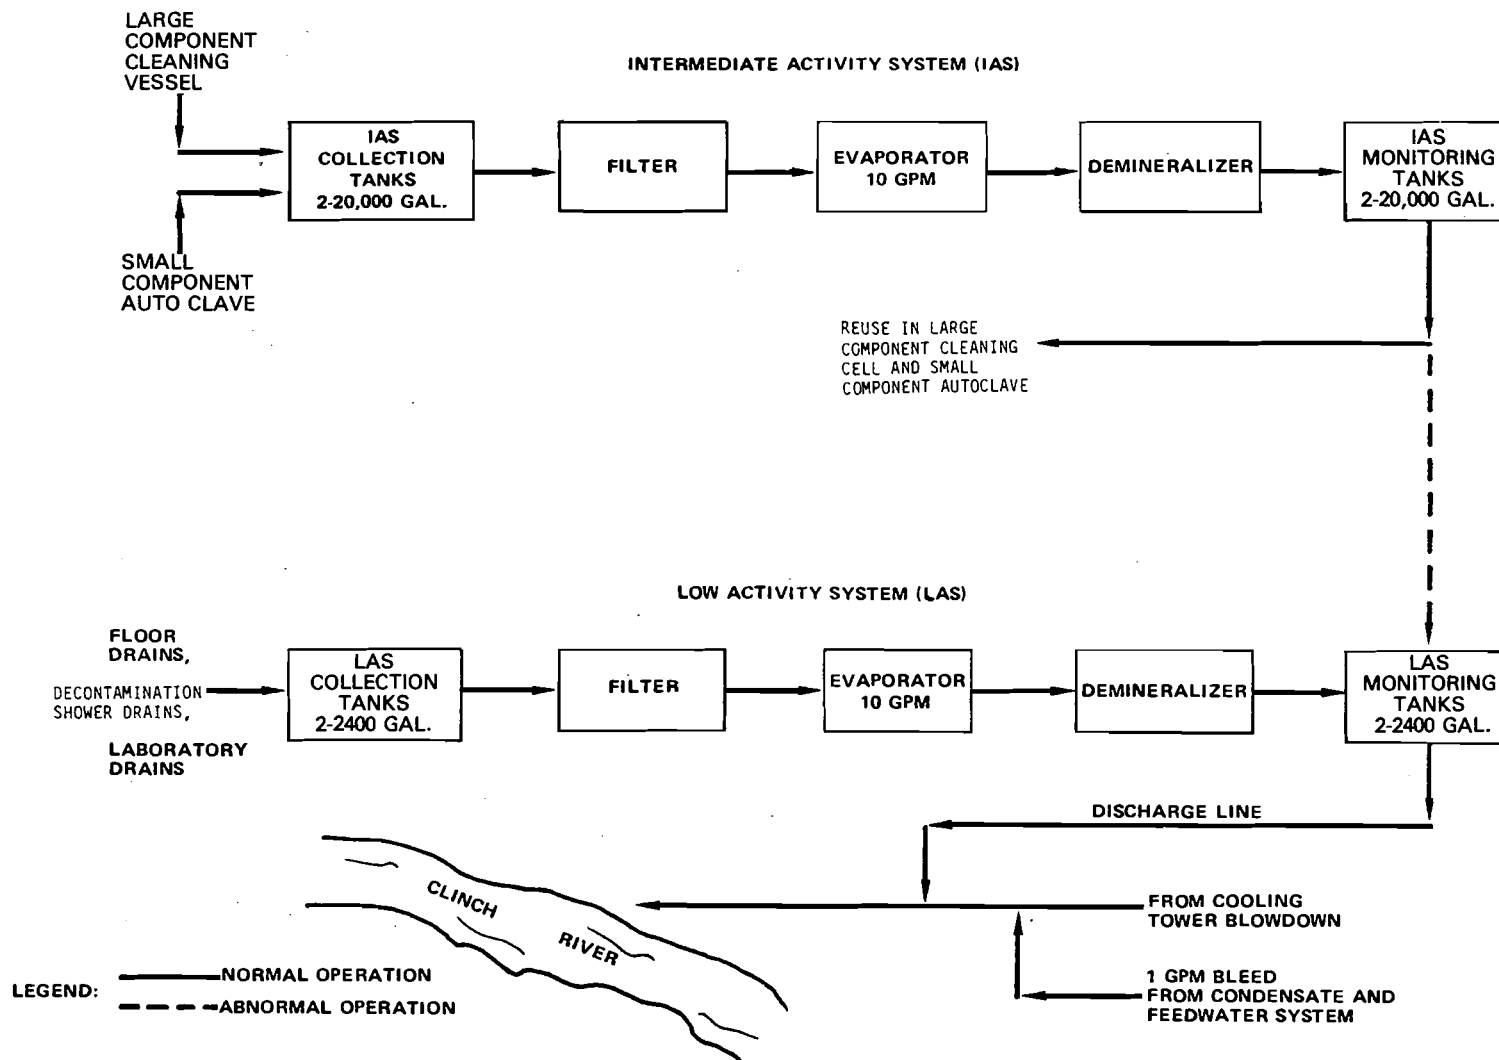 LARGE
COMPONENT
CLEANING
VESSEL
INTERMEDIATE ACTIVITY SYSTEM (IAS)
IAS
COLLECTION
TANKS
2-20,000 GAL.
FILTER
EVAPORATOR
10 GPM
DEMINERALIZER
IAS
MONITORING
TANKS
2-20,000 GAL.
SMALL
COMPONENT
AUTO CLAVE
REUSE IN LARGE
COMPONENT CLEANING
CELL AND SMALL
COMPONENT AUTOCLAVE
LOW ACTIVITY SYSTEM (LAS)
FLOOR
DRAINS,
DECONTAMINATION
SHOWER DRAINS,
LABORATORY
DRAINS
LAS
COLLECTION
TANKS
2-2400 GAL.
FILTER
EVAPORATOR
10 GPM
DEMINERALIZER
LAS
MONITORING
TANKS
2-2400 GAL.
DISCHARGE LINE
CLINCH
RIVER
FROM COOLING
TOWER BLOWDOWN
1 GPM BLEED
FROM CONDENSATE AND
FEEDWATER SYSTEM
LEGEND:
NORMAL OPERATION
ABNORMAL OPERATION